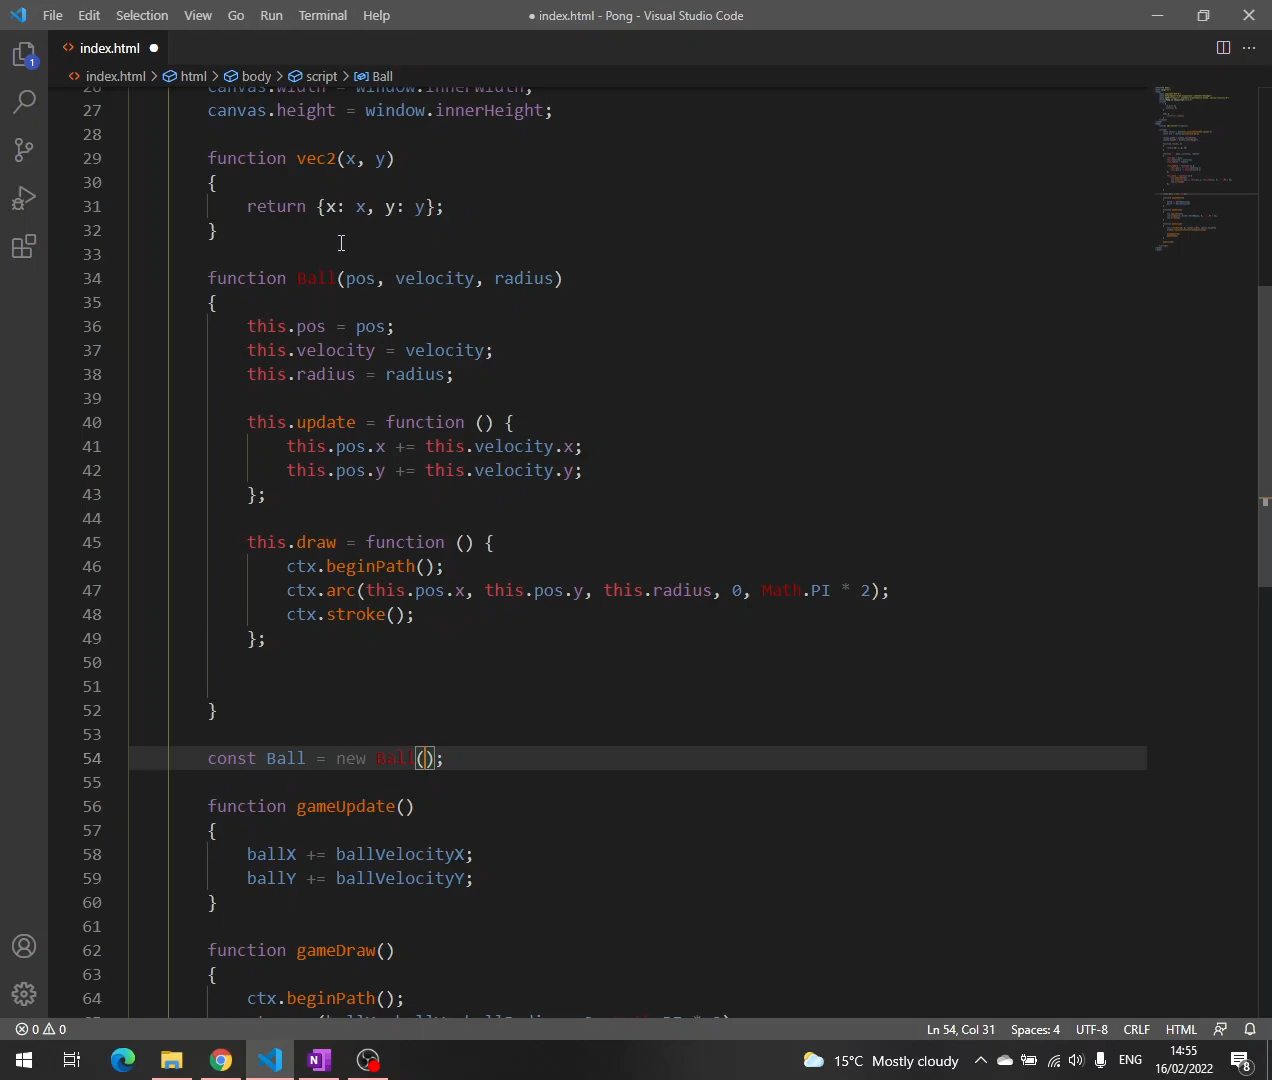 File Edit Selection View Go Run Terminal Help ● index.html - Pong - Visual Studio Code
index.html ●
index.html > html > body > script > Ball
26 canvas.width = window.innerWidth;
27 canvas.height = window.innerHeight;
28
29 function vec2(x, y)
30 {
31 return {x: x, y: y};
32 }
33
34 function Ball(pos, velocity, radius)
35 {
36 this.pos = pos;
37 this.velocity = velocity;
38 this.radius = radius;
39
40 this.update = function () {
41 this.pos.x += this.velocity.x;
42 this.pos.y += this.velocity.y;
43 };
44
45 this.draw = function () {
46 ctx.beginPath();
47 ctx.arc(this.pos.x, this.pos.y, this.radius, 0, Math.PI * 2);
48 ctx.stroke();
49 };
50
51
52 }
53
54 const Ball = new Ball();
55
56 function gameUpdate()
57 {
58 ballX += ballVelocityX;
59 ballY += ballVelocityY;
60 }
61
62 function gameDraw()
63 {
64 ctx.beginPath();
1
0 0 Ln 54, Col 31 Spaces: 4 UTF-8 CRLF HTML
15°C Mostly cloudy ENG 14:55
16/02/2022 8